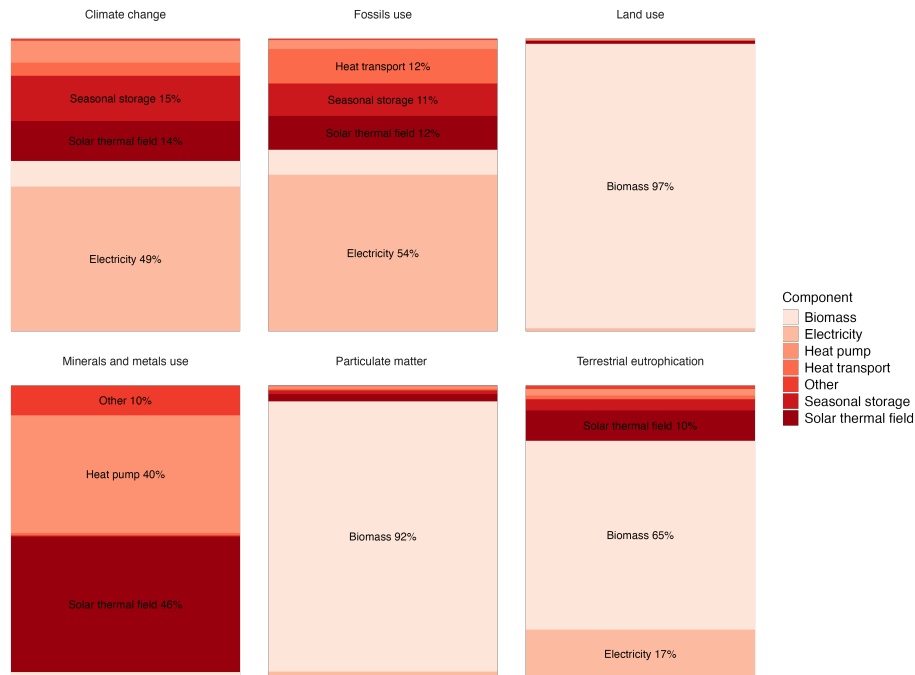 Climate change
Fossils use
Land use
Seasonal storage 15%
Solar thermal field 14%
Electricity 49%
Heat transport 12%
Seasonal storage 11%
Solar thermal field 12%
Electricity 54%
Biomass 97%
Minerals and metals use
Particulate matter
Terrestrial eutrophication
Other 10%
Heat pump 40%
Solar thermal field 46%
Biomass 92%
Solar thermal field 10%
Biomass 65%
Electricity 17%
Component
Biomass
Electricity
Heat pump
Heat transport
Other
Seasonal storage
Solar thermal field